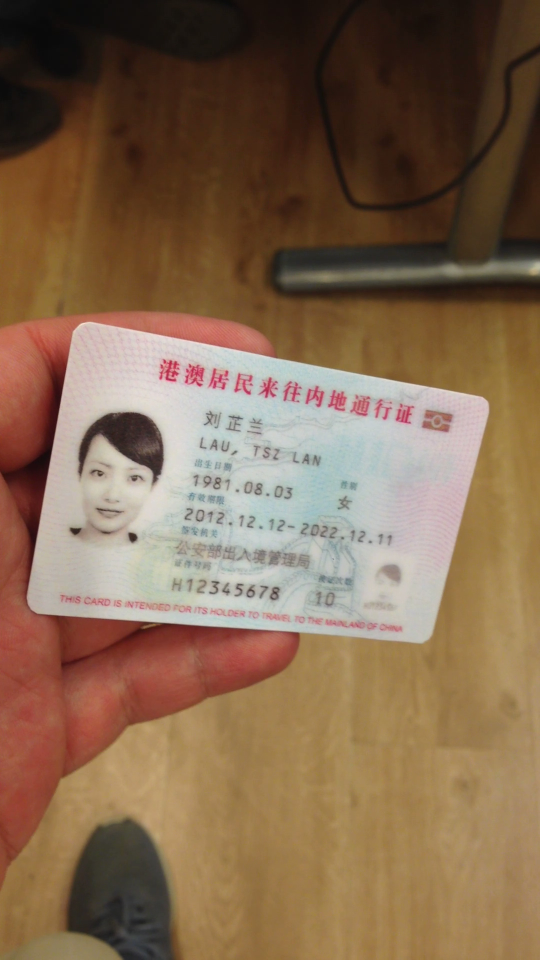 港澳居民来往内地通行证
刘芷兰
LAU, TSZ LAN
出生日期 性别
1981.08.03 女
有效期限
2012.12.12-2022.12.11
签发机关
公安部出入境管理局
证件号码 换证次数
H12345678 10
THIS CARD IS INTENDED FOR ITS HOLDER TO TRAVEL TO THE MAINLAND OF CHINA